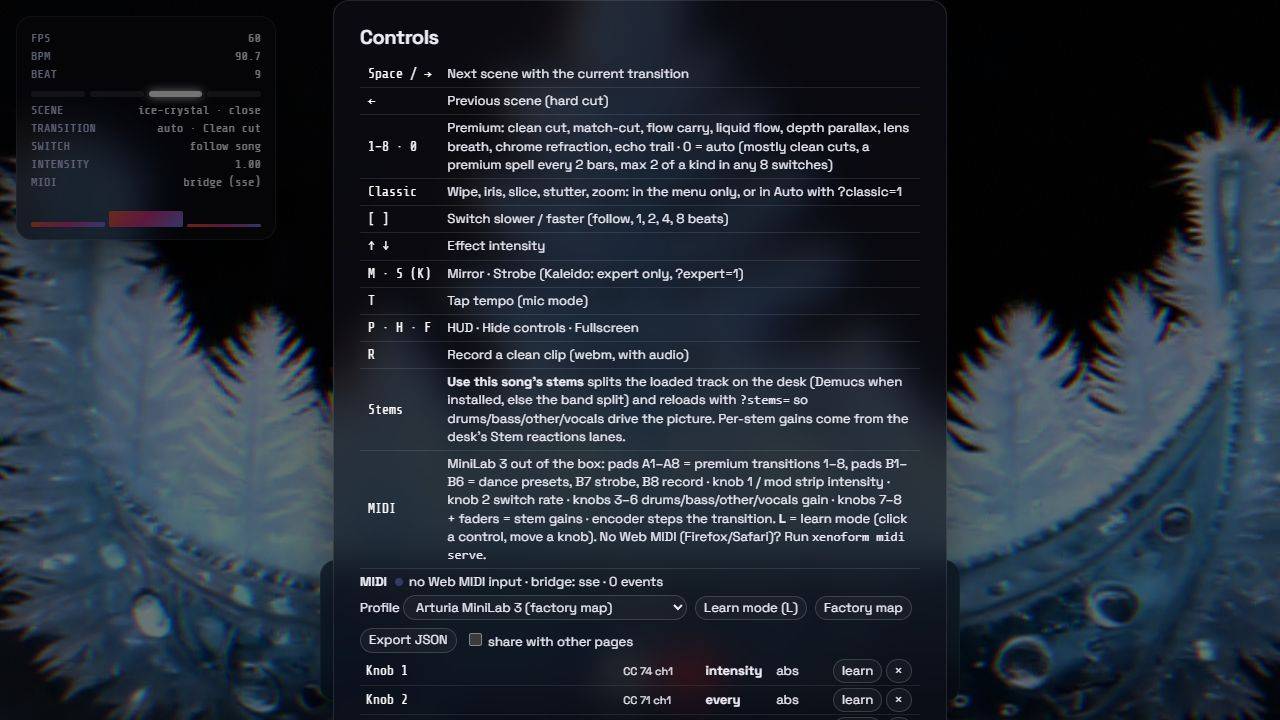 FPS 60
BPM 90.7
BEAT 9
SCENE ice-crystal · close
TRANSITION auto · Clean cut
SWITCH follow song
INTENSITY 1.00
MIDI bridge (sse)
Controls
Space / → Next scene with the current transition
← Previous scene (hard cut)
1–8 · 0 Premium: clean cut, match-cut, flow carry, liquid flow, depth parallax, lens
breath, chrome refraction, echo trail · 0 = auto (mostly clean cuts, a
premium spell every 2 bars, max 2 of a kind in any 8 switches)
Classic Wipe, iris, slice, stutter, zoom: in the menu only, or in Auto with ?classic=1
[ ] Switch slower / faster (follow, 1, 2, 4, 8 beats)
↑ ↓ Effect intensity
M · S (K) Mirror · Strobe (Kaleido: expert only, ?expert=1)
T Tap tempo (mic mode)
P · H · F HUD · Hide controls · Fullscreen
R Record a clean clip (webm, with audio)
Stems Use this song's stems splits the loaded track on the desk (Demucs when
installed, else the band split) and reloads with ?stems= so
drums/bass/other/vocals drive the picture. Per-stem gains come from the
desk's Stem reactions lanes.
MIDI MiniLab 3 out of the box: pads A1–A8 = premium transitions 1–8, pads B1–
B6 = dance presets, B7 strobe, B8 record · knob 1 / mod strip intensity ·
knob 2 switch rate · knobs 3–6 drums/bass/other/vocals gain · knobs 7–8
+ faders = stem gains · encoder steps the transition. L = learn mode (click
a control, move a knob). No Web MIDI (Firefox/Safari)? Run xenoform midi
serve.
MIDI no Web MIDI input · bridge: sse · 0 events
Profile Arturia MiniLab 3 (factory map) Learn mode (L) Factory map
Export JSON share with other pages
Knob 1 CC 74 ch1 intensity abs learn ×
Knob 2 CC 71 ch1 every abs learn ×